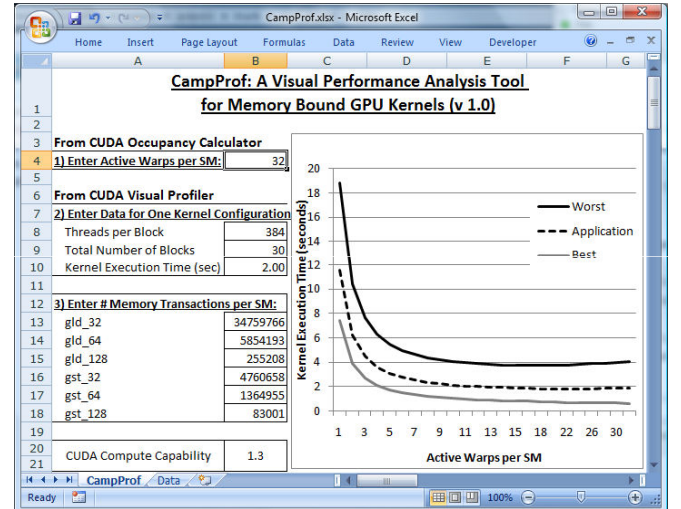 CampProf.xlsx - Microsoft Excel
Home Insert Page Layout Formulas Data Review View Developer
A B C D E F G
CampProf: A Visual Performance Analysis Tool
1 for Memory Bound GPU Kernels (v 1.0)
2
3 From CUDA Occupancy Calculator
4 1) Enter Active Warps per SM: 32
5
6 From CUDA Visual Profiler
7 2) Enter Data for One Kernel Configuration
8 Threads per Block 384
9 Total Number of Blocks 30
10 Kernel Execution Time (sec) 2.00
11
12 3) Enter # Memory Transactions per SM:
13 gld_32 34759766
14 gld_64 5854193
15 gld_128 255208
16 gst_32 4760658
17 gst_64 1364955
18 gst_128 83001
19
20 CUDA Compute Capability 1.3
21
Kernel Execution Time (seconds)
20
18
16
14
12
10
8
6
4
2
0
Worst
Application
Best
1 3 5 7 9 11 13 15 18 22 26 30
Active Warps per SM
CampProf Data
Ready 100%